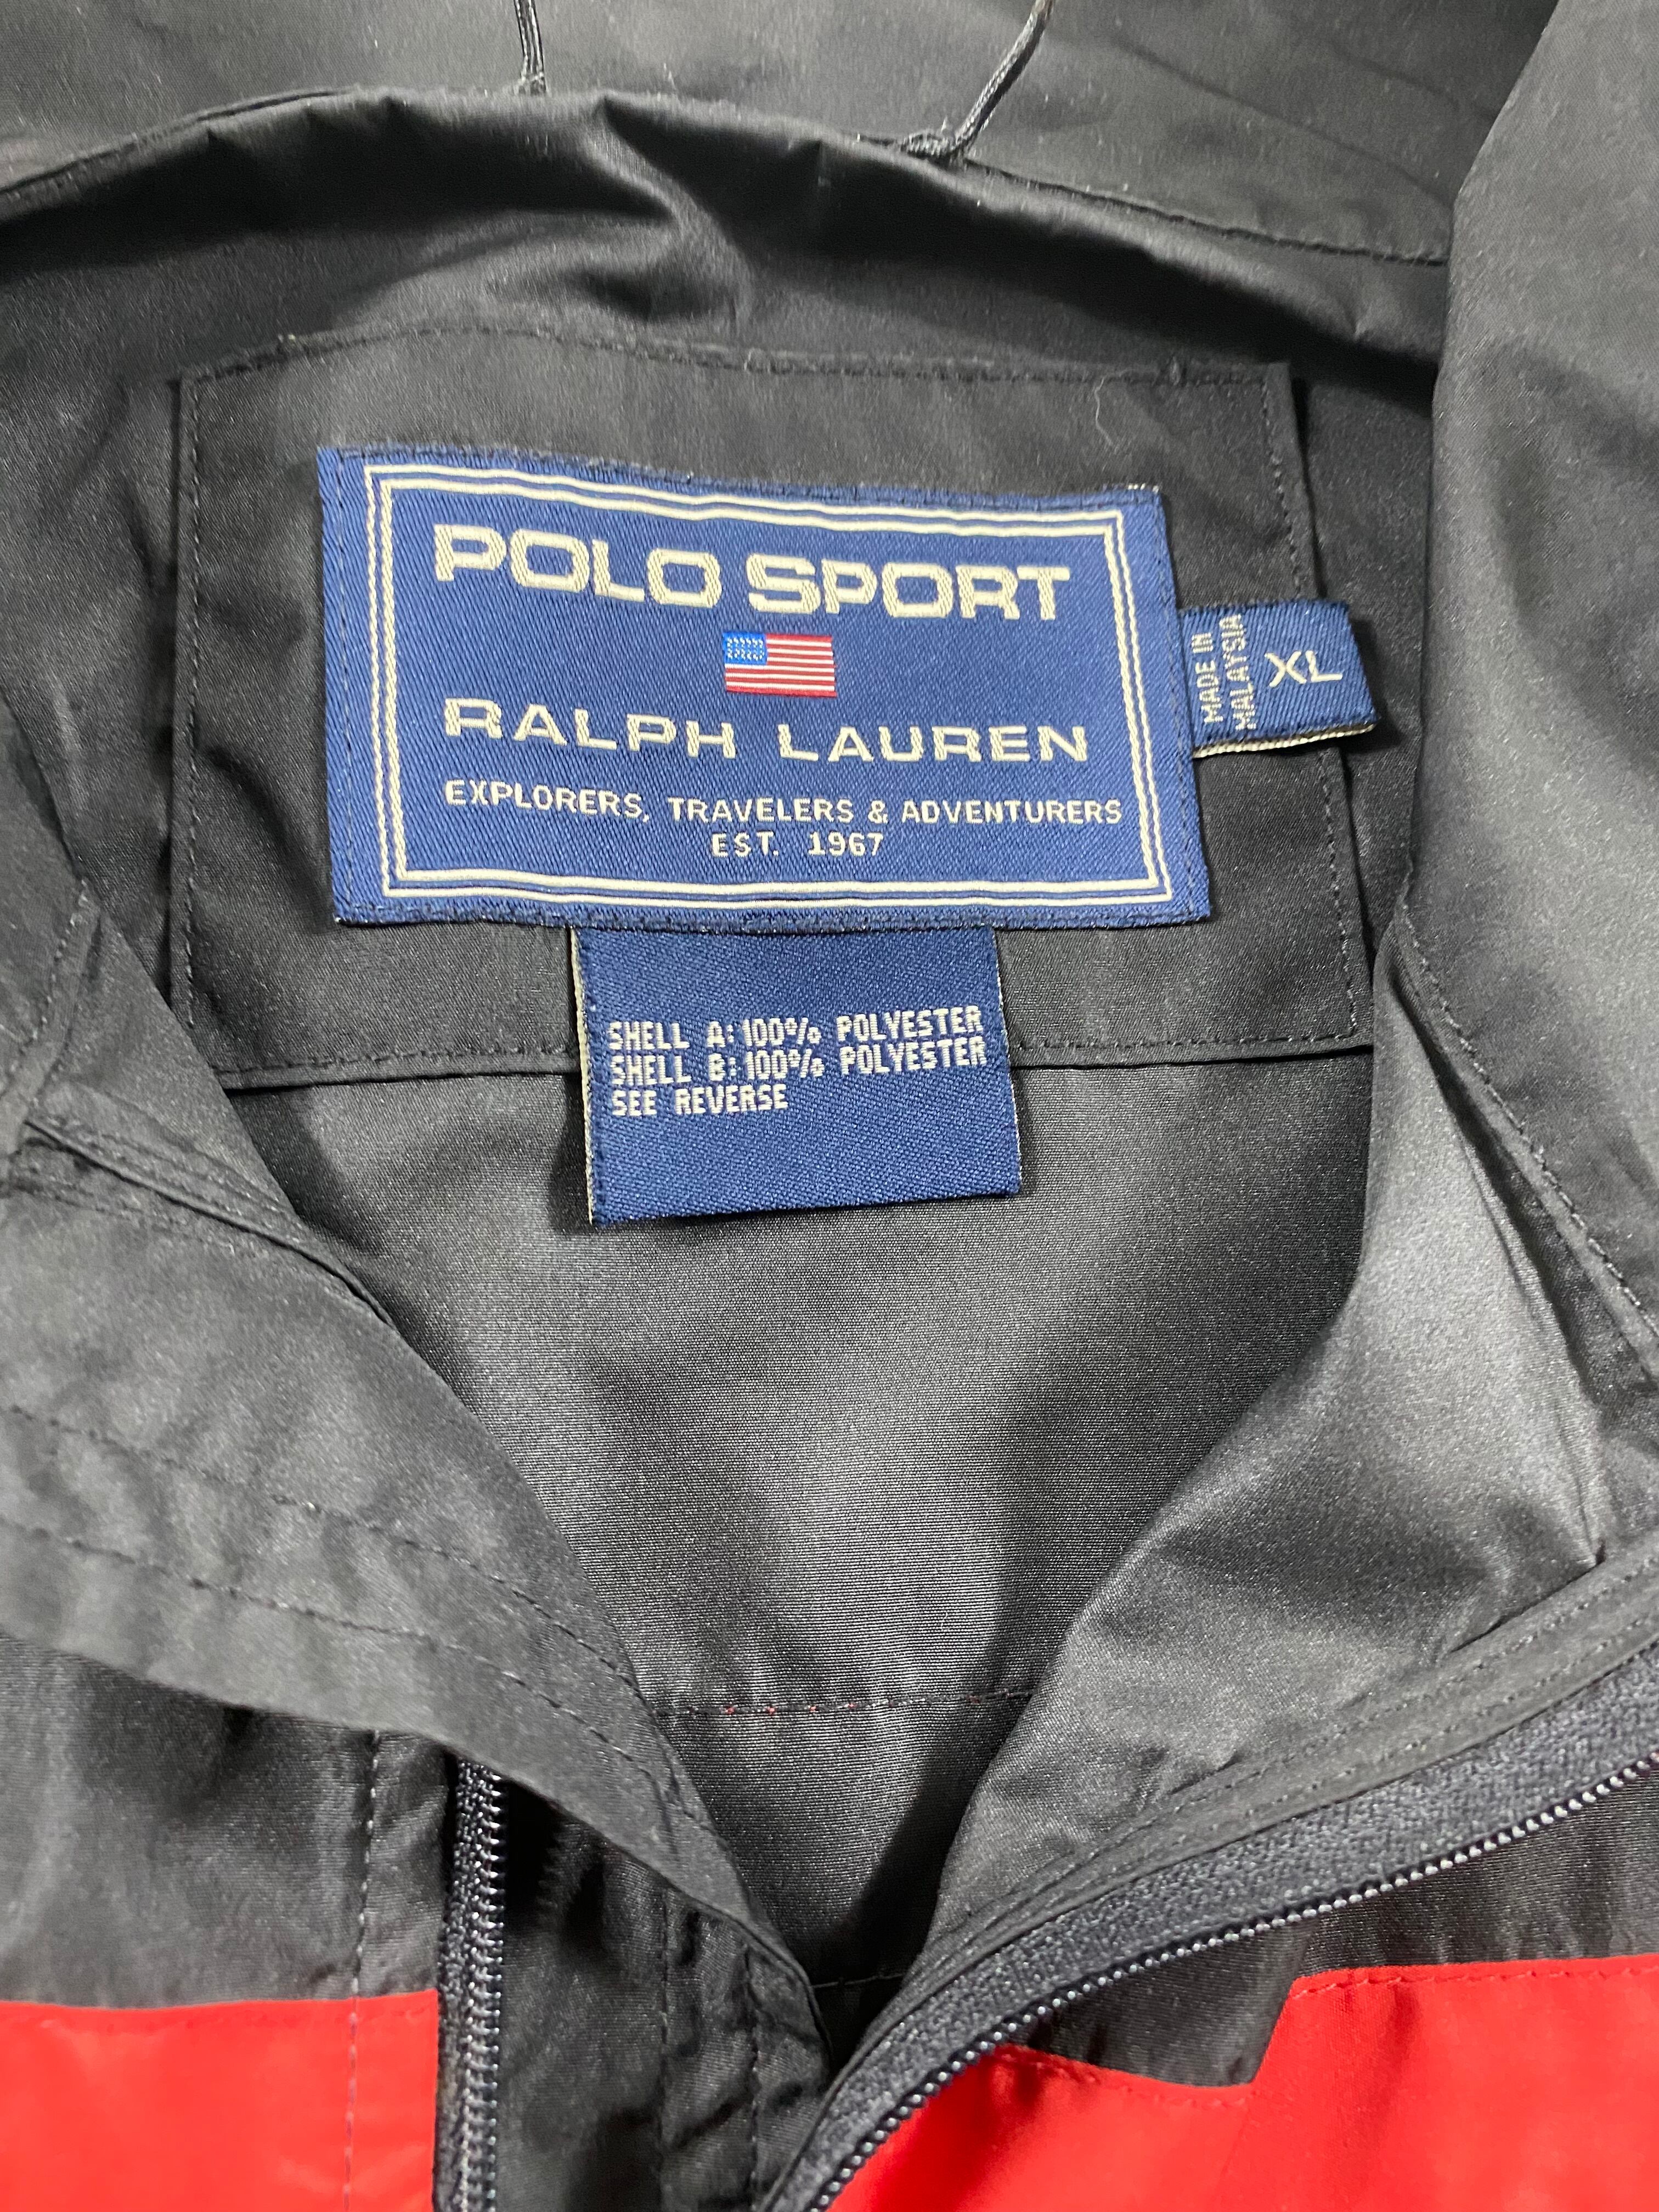 POLO SPORT
RALPH LAUREN
EXPLORERS, TRAVELERS & ADVENTURERS
EST. 1967
MADE IN
MALAYSIA
XL
SHELL A: 100% POLYESTER
SHELL B: 100% POLYESTER
SEE REVERSE